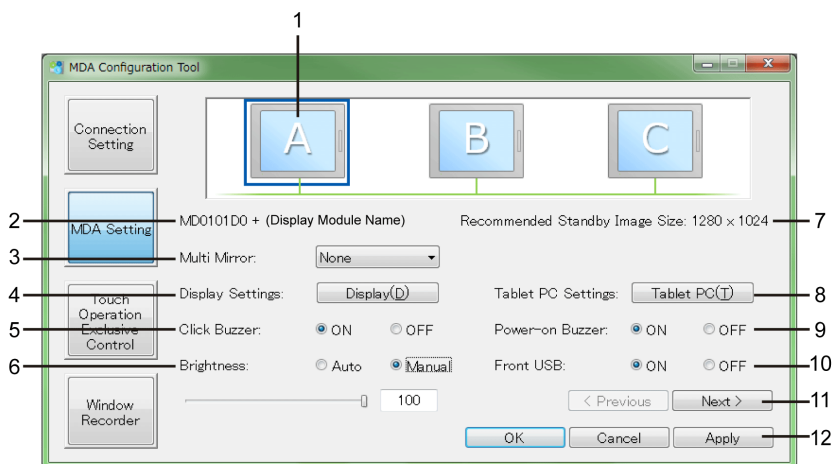 1
MDA Configuration Tool
Connection
Setting
A
B
C
2
MDA Setting
MD0101D0 + (Display Module Name)
Recommended Standby Image Size: 1280 × 1024
7
3
Multi Mirror:
None
4
Display Settings:
Display(D)
Tablet PC Settings:
Tablet PC(T)
8
Touch
Operation
Exclusive
Control
5
Click Buzzer:
ON
OFF
Power-on Buzzer:
ON
OFF
9
6
Brightness:
Auto
Manual
Front USB:
ON
OFF
10
Window
Recorder
100
< Previous
Next >
11
OK
Cancel
Apply
12